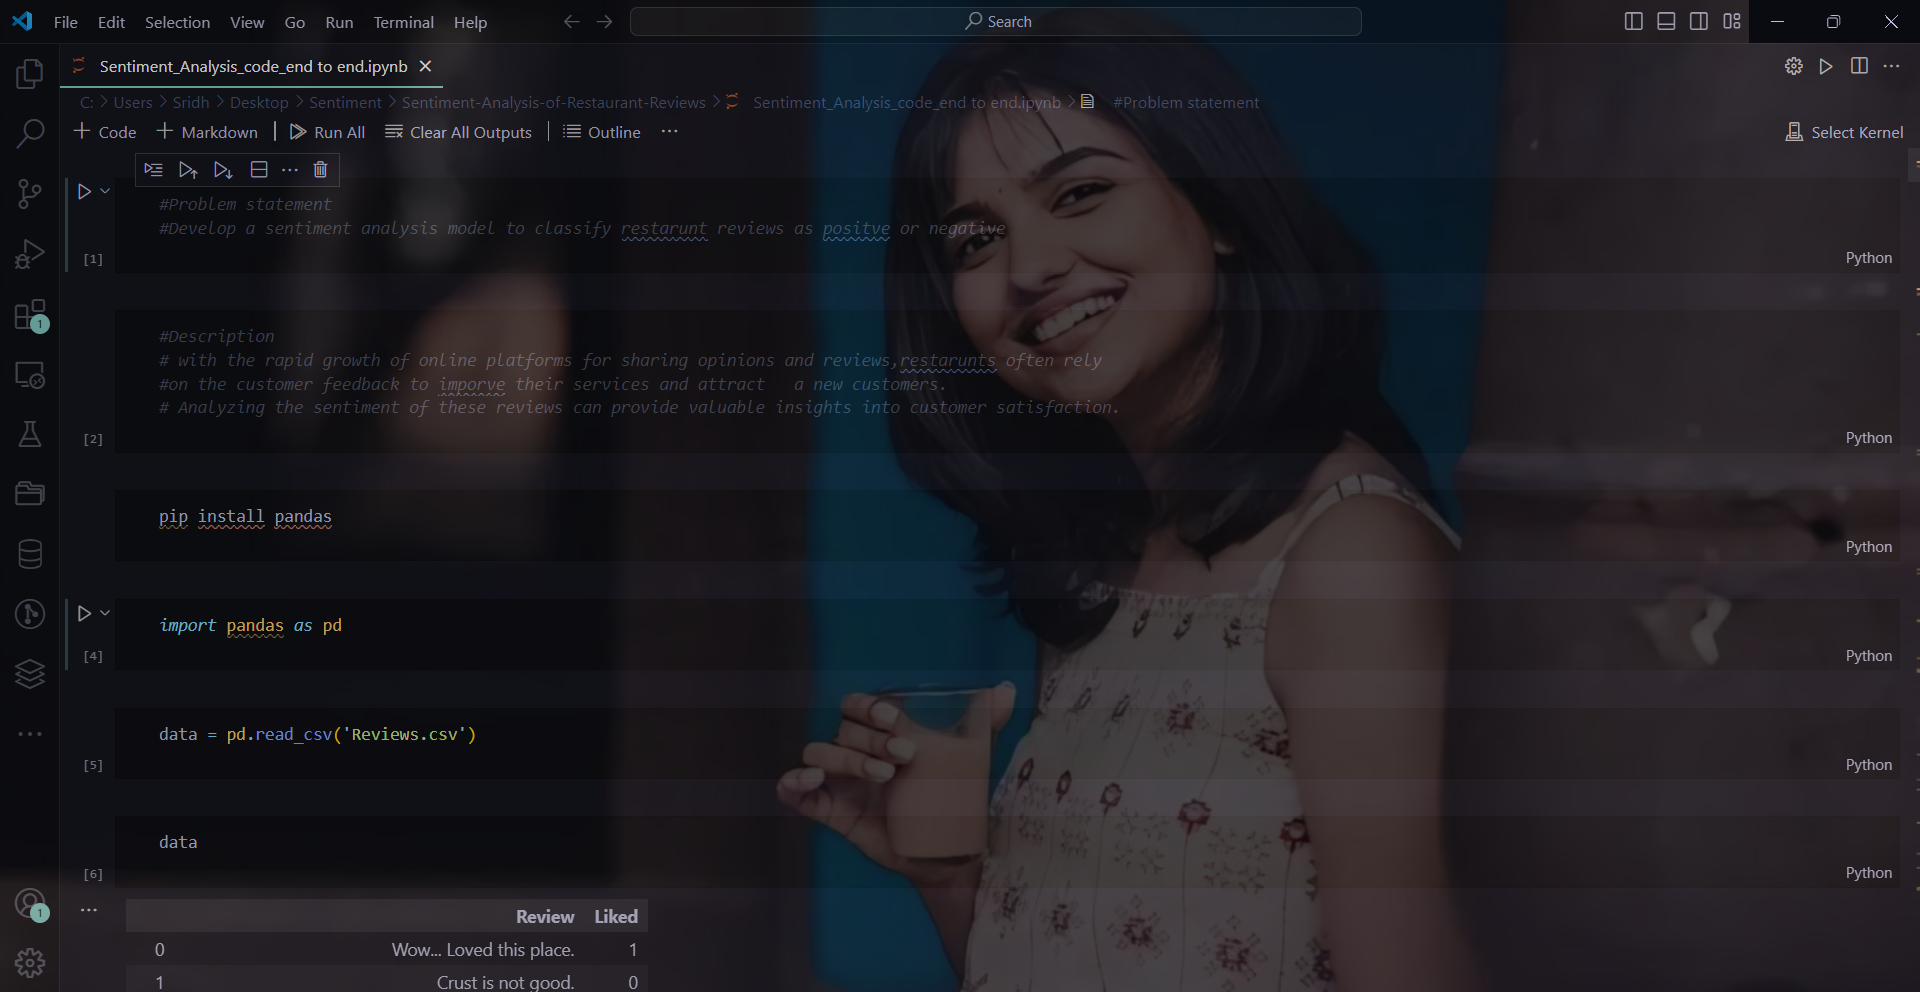 File Edit Selection View Go Run Terminal Help Search
Sentiment_Analysis_code_end to end.ipynb
C: > Users > Sridh > Desktop > Sentiment > Sentiment-Analysis-of-Restaurant-Reviews > Sentiment_Analysis_code_end to end.ipynb > #Problem statement
+ Code + Markdown | Run All Clear All Outputs | Outline ... Select Kernel
#Problem statement
#Develop a sentiment analysis model to classify restarunt reviews as positve or negative
[1] Python
#Description
# with the rapid growth of online platforms for sharing opinions and reviews,restarunts often rely
#on the customer feedback to imporve their services and attract   a new customers.
# Analyzing the sentiment of these reviews can provide valuable insights into customer satisfaction.
[2] Python
pip install pandas
Python
import pandas as pd
[4] Python
data = pd.read_csv('Reviews.csv')
[5] Python
data
[6] Python
Review Liked
0 Wow... Loved this place. 1
1 Crust is not good. 0
1
1